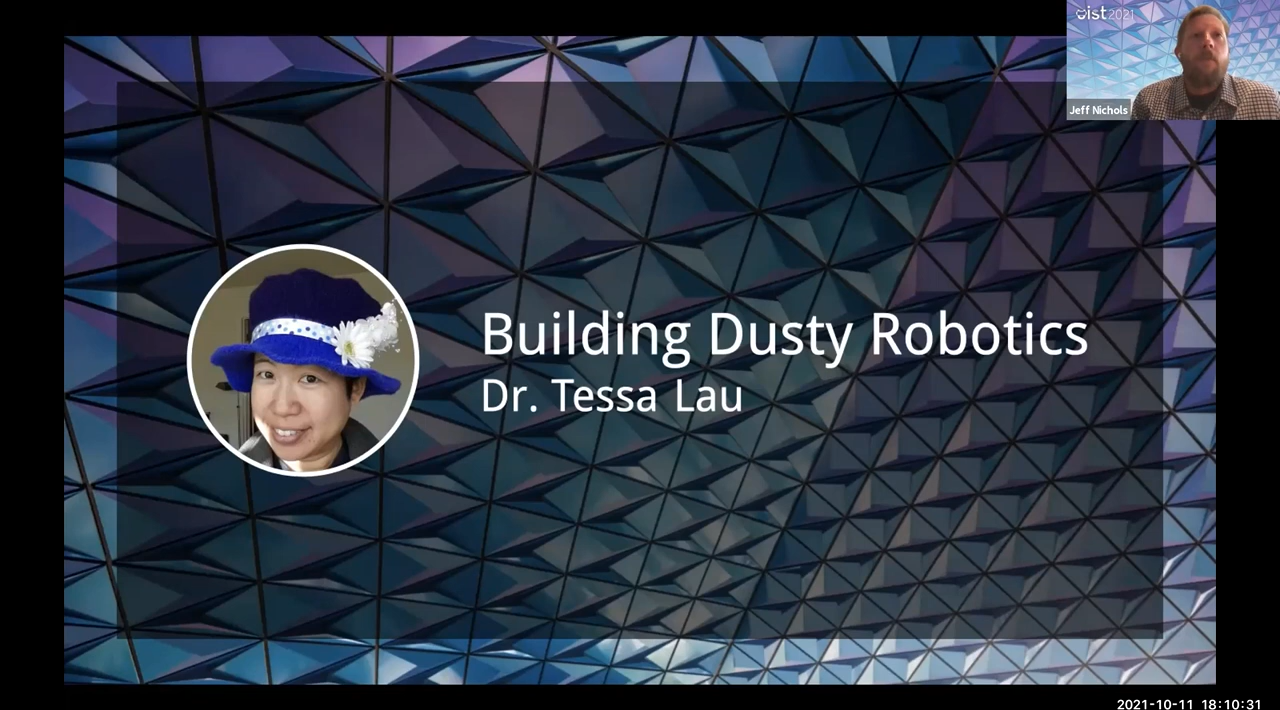 uist2021
Jeff Nichols
Building Dusty Robotics
Dr. Tessa Lau
2021-10-11 18:10:31